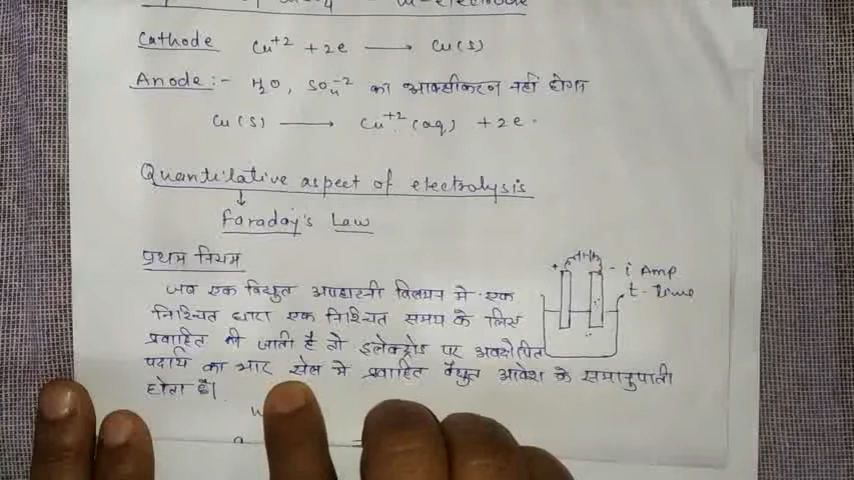 Cathode Cu+2 + 2e ⟶ Cu(s)
Anode :- H2O, SO4-2 का आक्सीकरण नहीं होगा
Cu(s) ⟶ Cu+2 (aq) + 2e-
Quantilative aspect of electrolysis
↓
Faraday's Law
प्रथम नियम
जब एक विद्युत अपघटनी विलयन मे एक
निश्चित धारा एक निश्चित समय के लिए
प्रवाहित की जाती है तो इलेक्ट्रोड पर अवक्षेपित
पदार्थ का भार सेल मे प्रवाहित वैद्युत आवेश के समानुपाती
होता है।
+ - i Amp
t - time